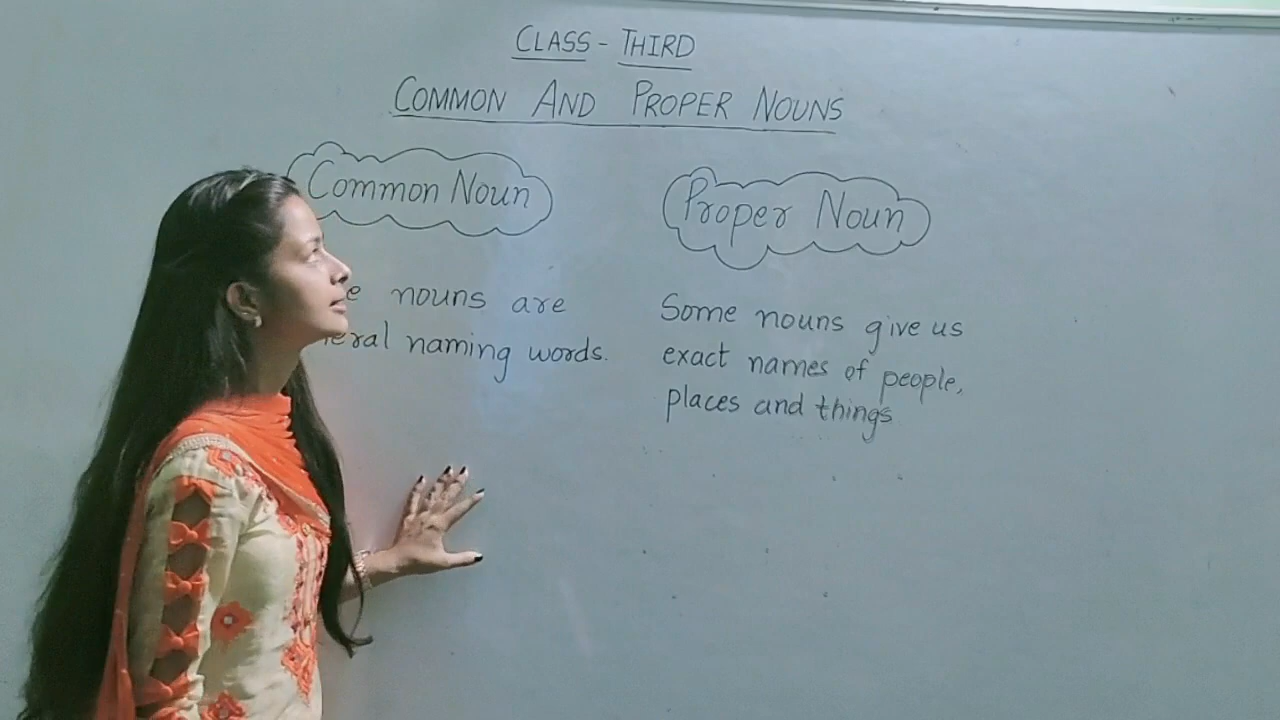 CLASS - THIRD
COMMON AND PROPER NOUNS
Common Noun
nouns are
naming words.
Proper Noun
Some nouns give us
exact names of people,
places and things